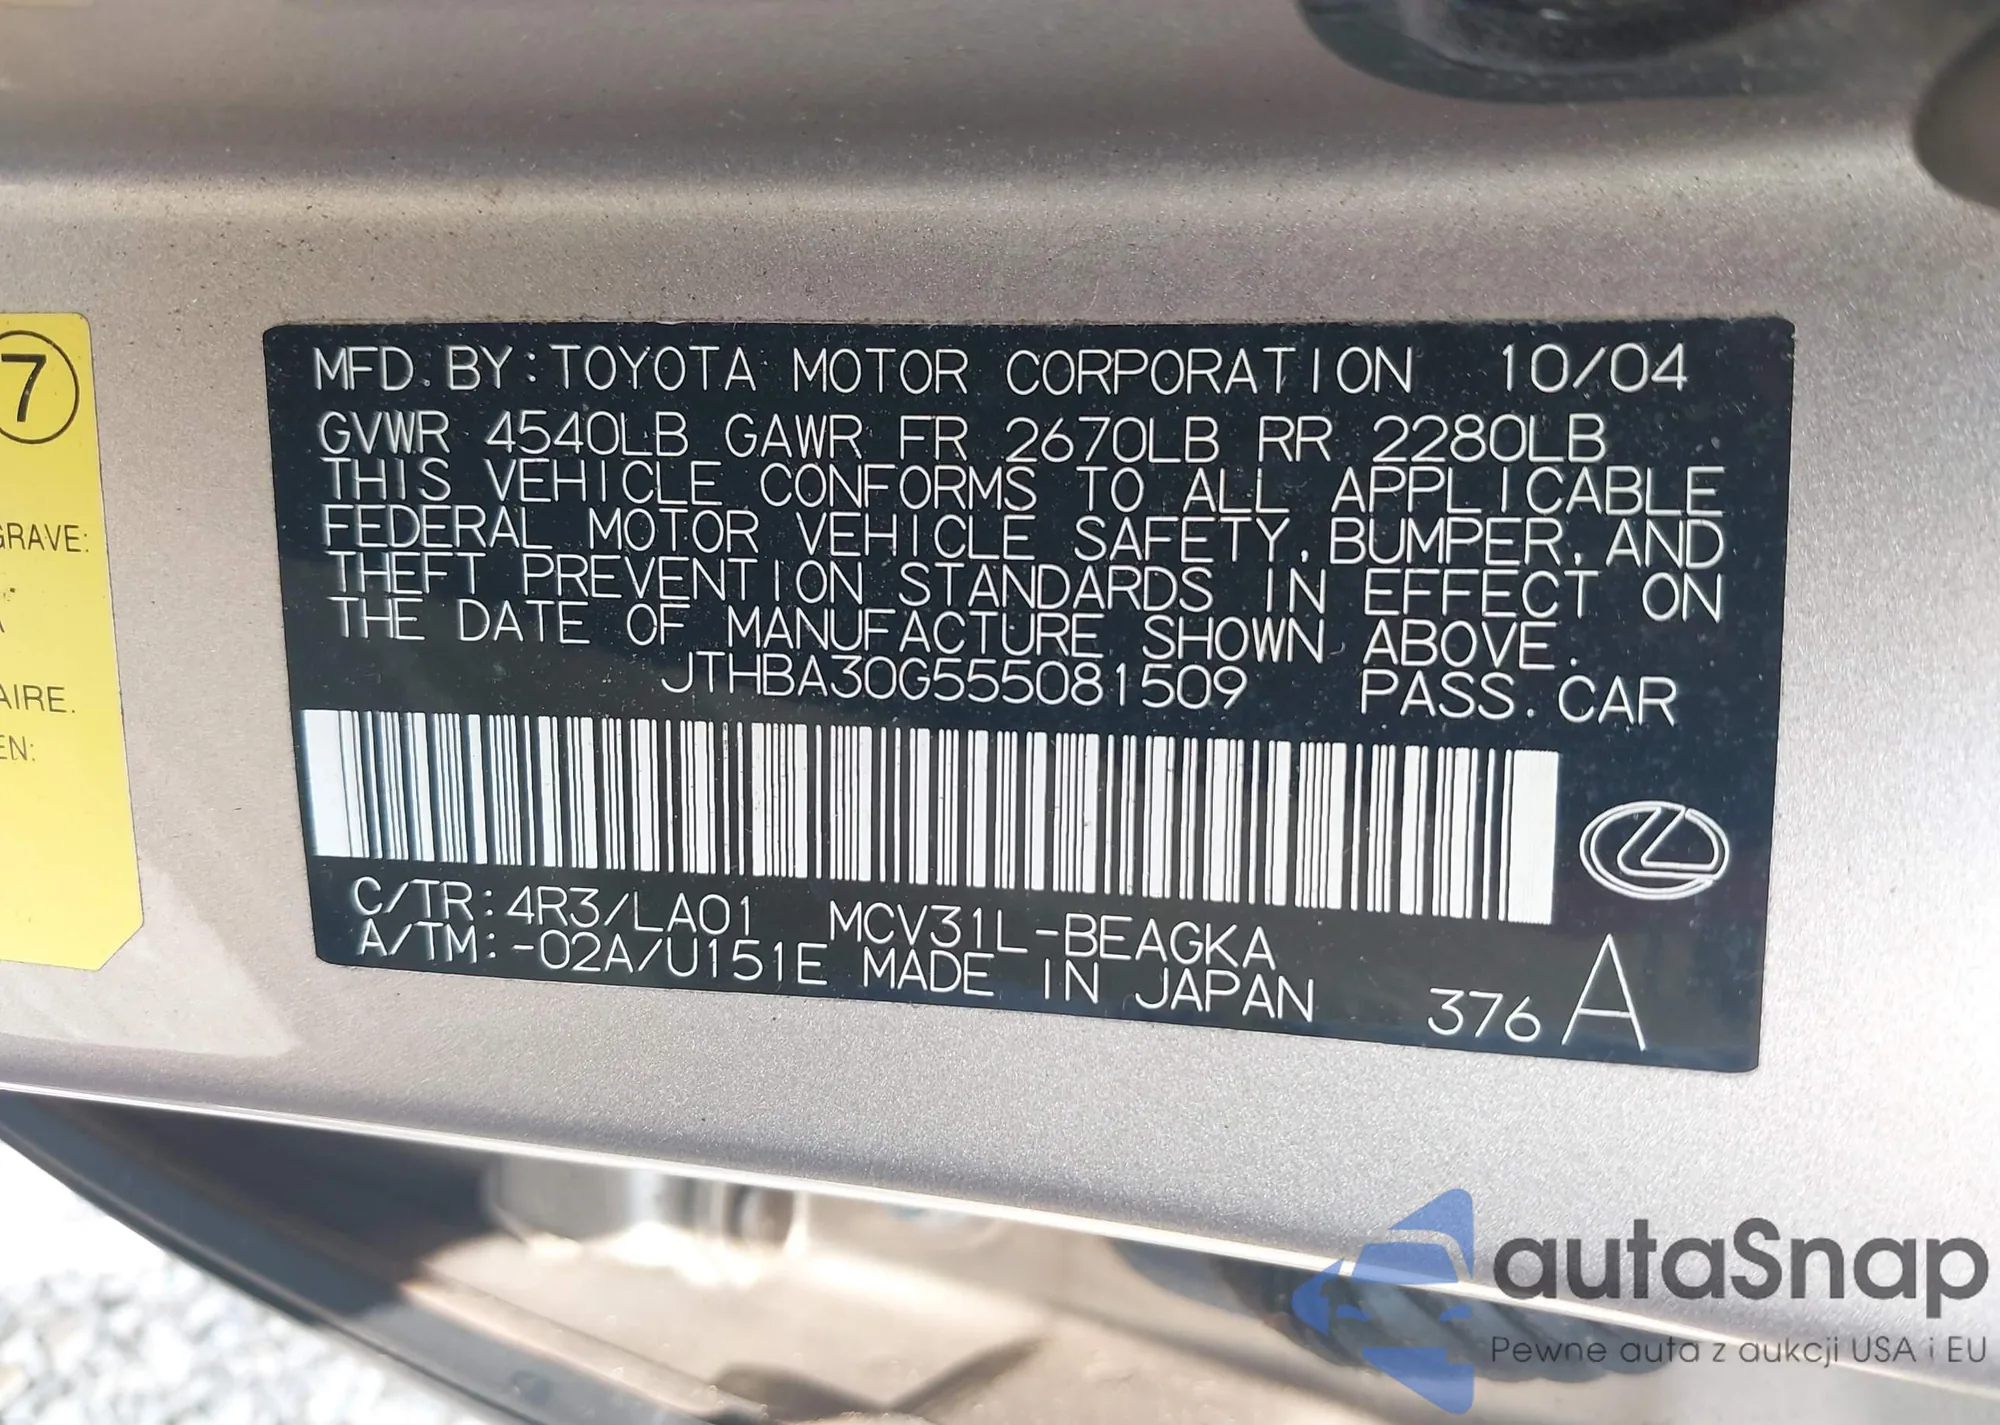 7
GRAVE:
AIRE.
EN:
MFD. BY: TOYOTA MOTOR CORPORATION 10/04
GVWR 4540LB GAWR FR 2670LB RR 2280LB
THIS VEHICLE CONFORMS TO ALL APPLICABLE
FEDERAL MOTOR VEHICLE SAFETY, BUMPER, AND
THEFT PREVENTION STANDARDS IN EFFECT ON
THE DATE OF MANUFACTURE SHOWN ABOVE.
JTHBA30G555081509 PASS. CAR
C/TR: 4R3/LA01 MCV31L-BEAGKA
A/TM: -02A/U151E MADE IN JAPAN 376 A
autaSnap
Pewne auta z aukcji USA i EU